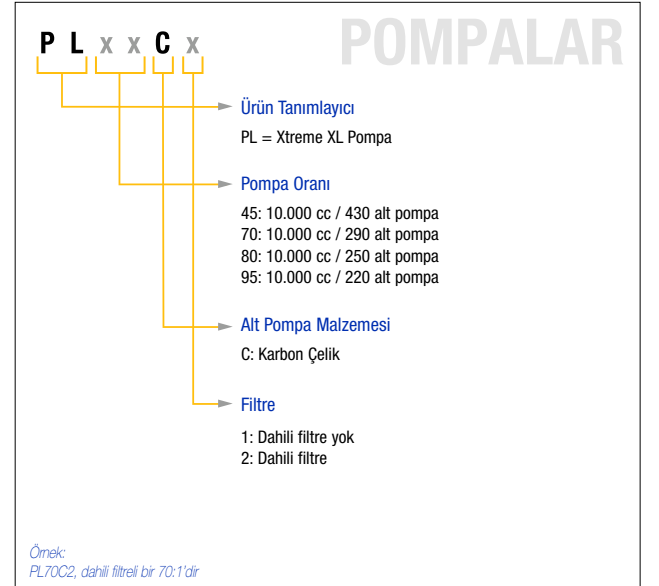 POMPALAR
P L x x C x
Ürün Tanımlayıcı
PL = Xtreme XL Pompa
Pompa Oranı
45: 10.000 cc / 430 alt pompa
70: 10.000 cc / 290 alt pompa
80: 10.000 cc / 250 alt pompa
95: 10.000 cc / 220 alt pompa
Alt Pompa Malzemesi
C: Karbon Çelik
Filtre
1: Dahili filtre yok
2: Dahili filtre
Örnek:
PL70C2, dahili filtreli bir 70:1'dir